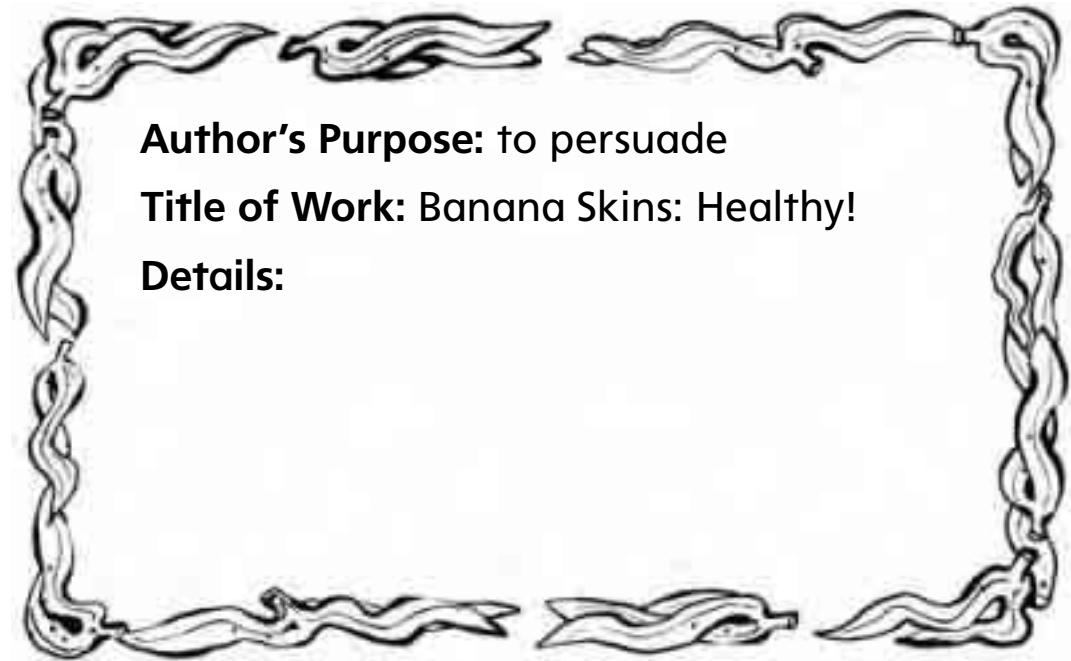 Author's Purpose: to persuade
Title of Work: Banana Skins: Healthy!
Details: